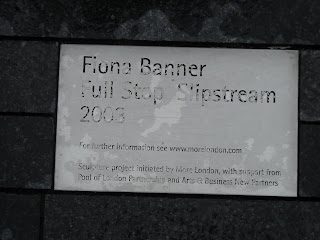 Fiona Banner
Full Stop Slipstream
2003
For further information see www.morelondon.com
Sculpture project initiated by More London, with support from
Pool of London Partnership and Arts & Business New Partners